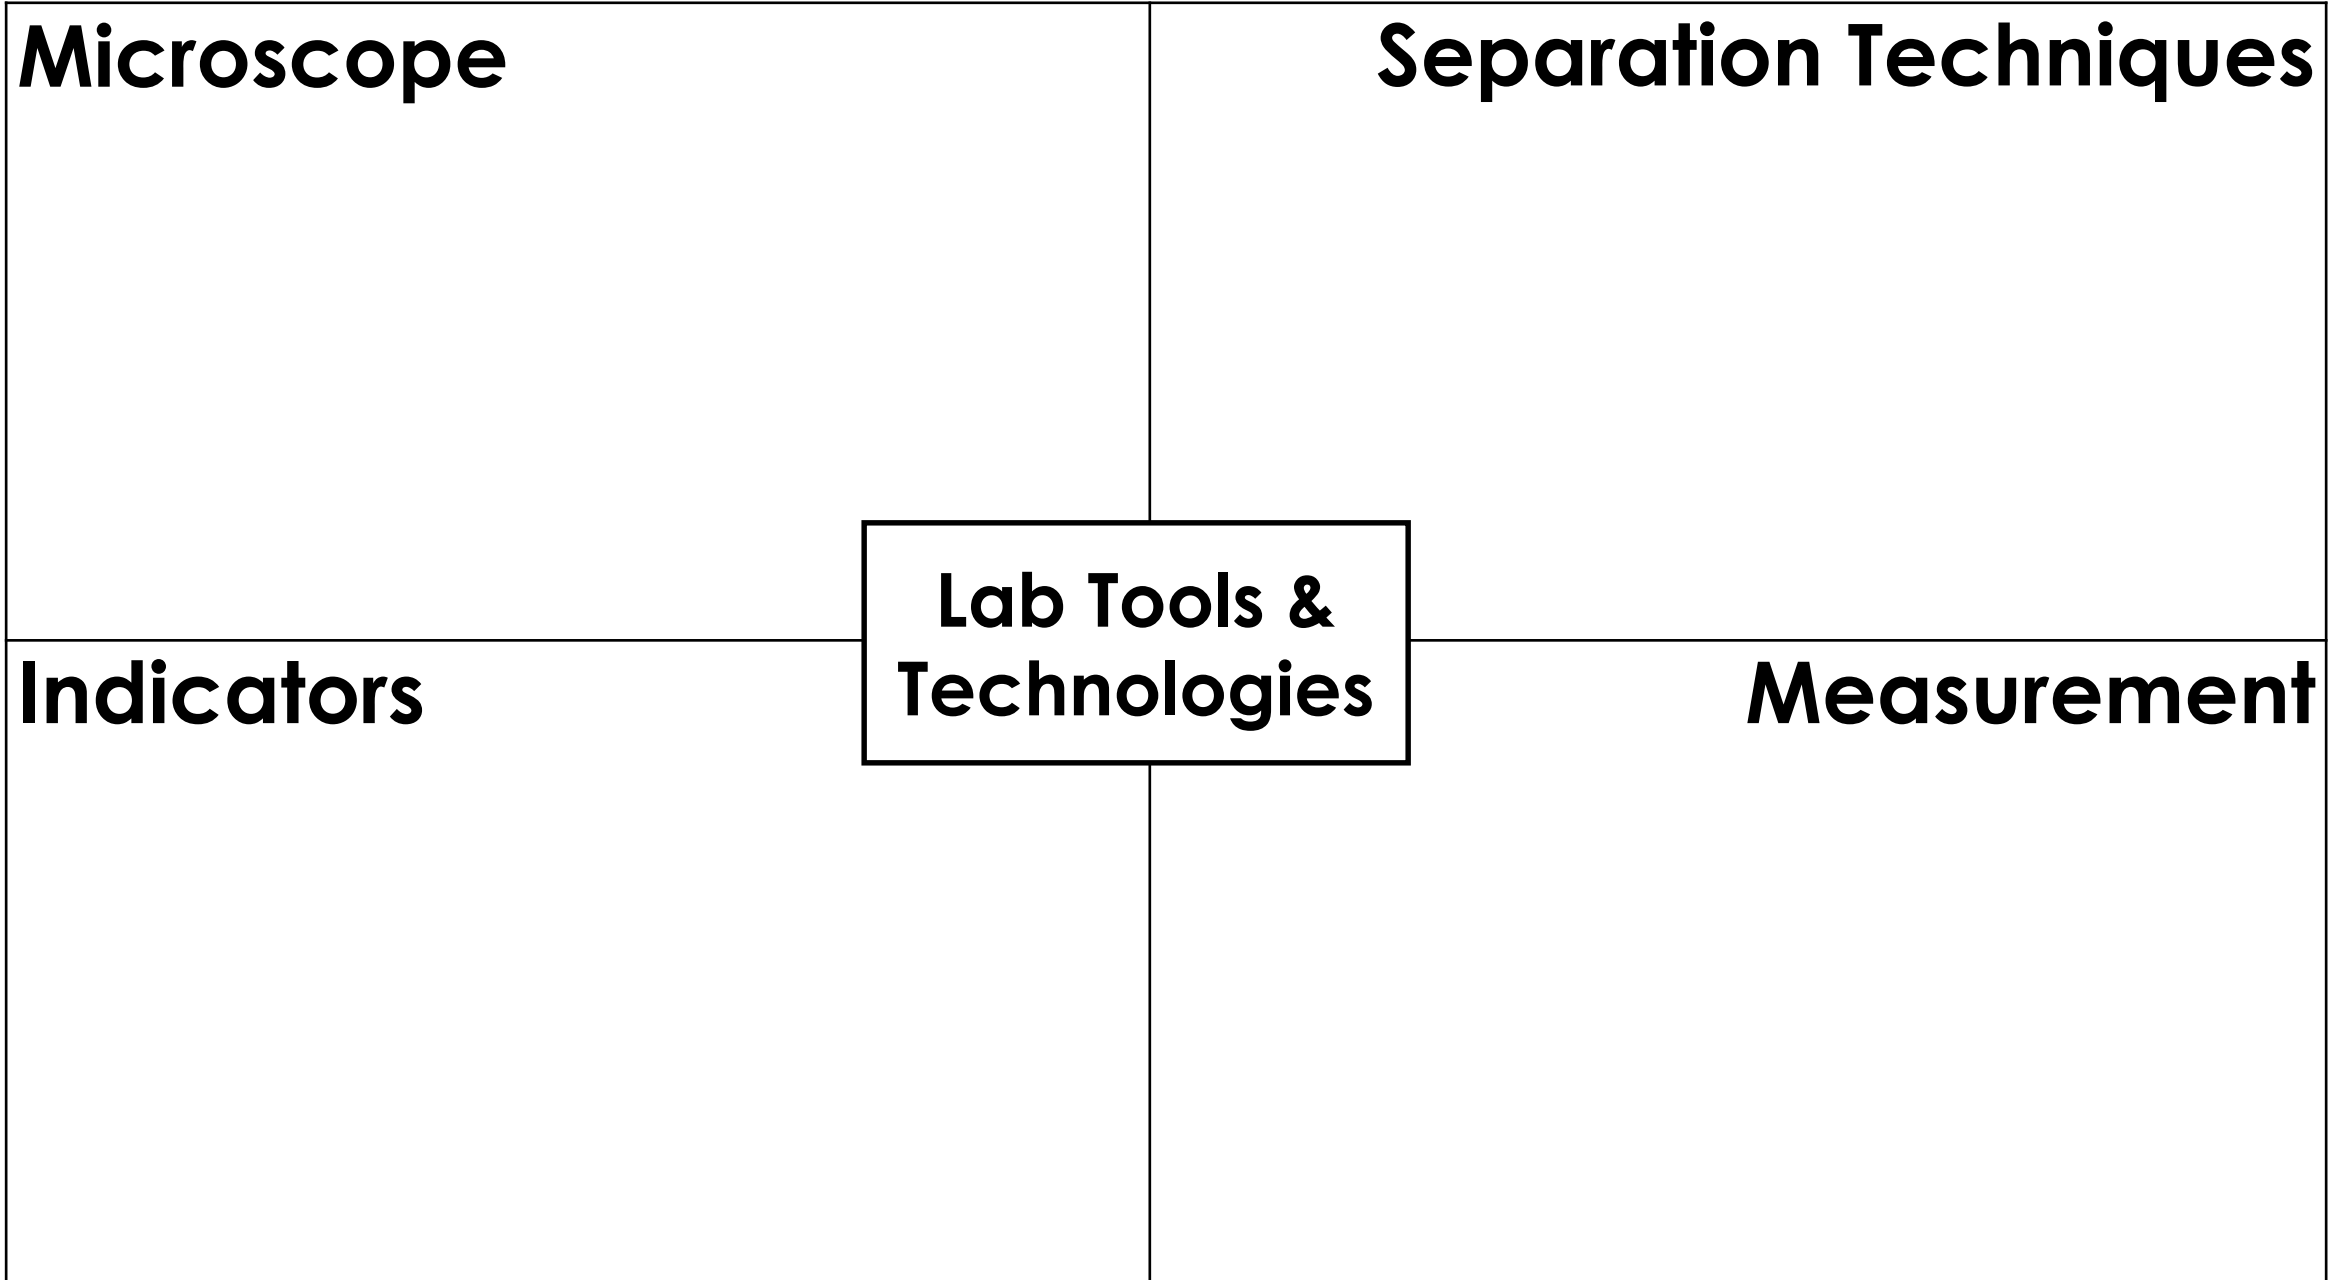 Microscope
Separation Techniques
Lab Tools &
Technologies
Indicators
Measurement